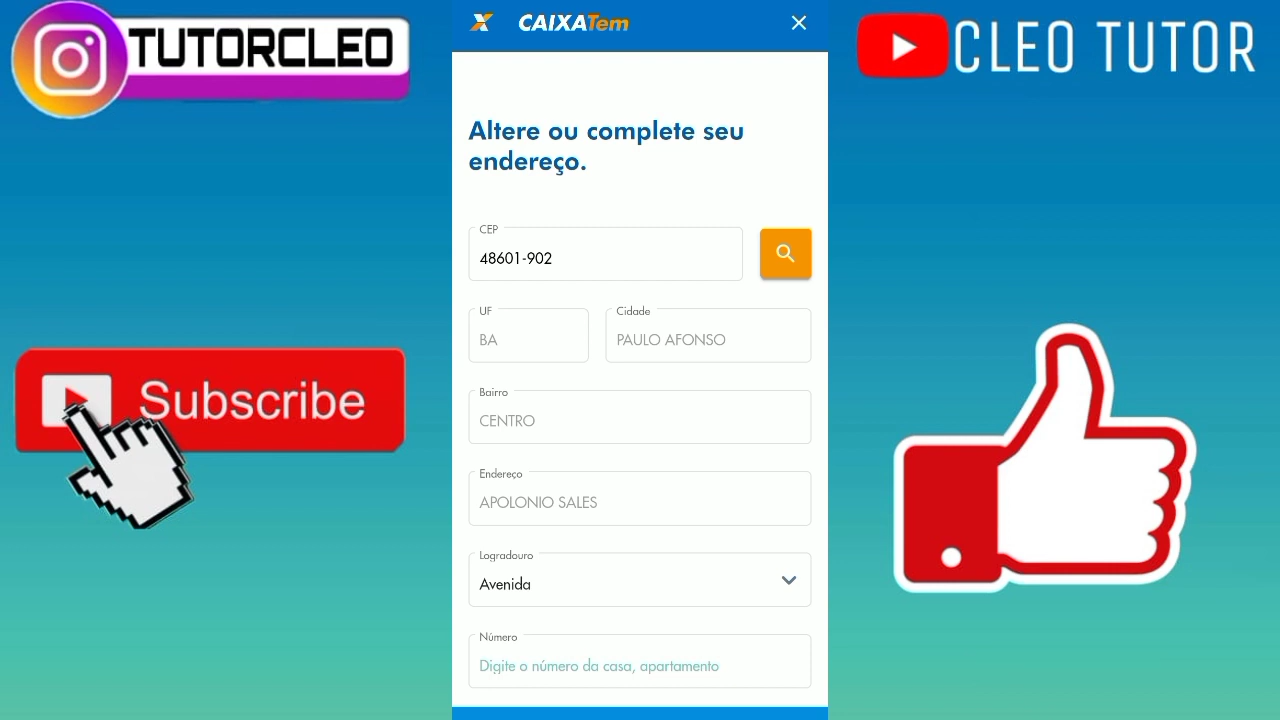 TUTORCLEO
CAIXATem
CLEO TUTOR
Altere ou complete seu
endereço.
CEP
48601-902
UF
BA
Cidade
PAULO AFONSO
Bairro
CENTRO
Endereço
APOLONIO SALES
Logradouro
Avenida
Número
Digite o número da casa, apartamento
Subscribe